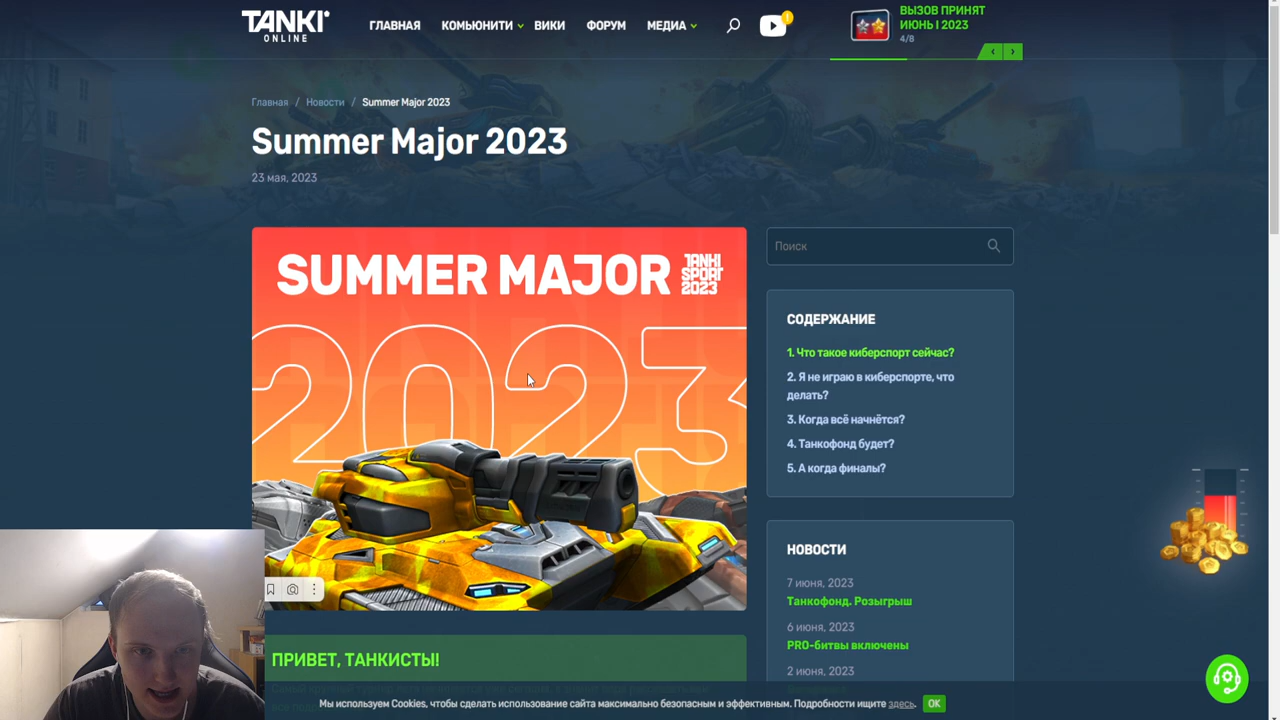 TANKI
ONLINE
ГЛАВНАЯ
КОМЬЮНИТИ
ВИКИ
ФОРУМ
МЕДИА
!
ВЫЗОВ ПРИНЯТ
ИЮНЬ I 2023
4/8
Главная / Новости / Summer Major 2023
Summer Major 2023
23 мая, 2023
SUMMER MAJOR
TANKI
SPORT
2023
2023
Поиск
СОДЕРЖАНИЕ
1. Что такое киберспорт сейчас?
2. Я не играю в киберспорте, что
делать?
3. Когда всё начнётся?
4. Танкофонд будет?
5. А когда финалы?
НОВОСТИ
7 июня, 2023
Танкофонд. Розыгрыш
6 июня, 2023
PRO-битвы включены
2 июня, 2023
ПРИВЕТ, ТАНКИСТЫ!
Мы используем Cookies, чтобы сделать использование сайта максимально безопасным и эффективным. Подробности ищите здесь.
OK